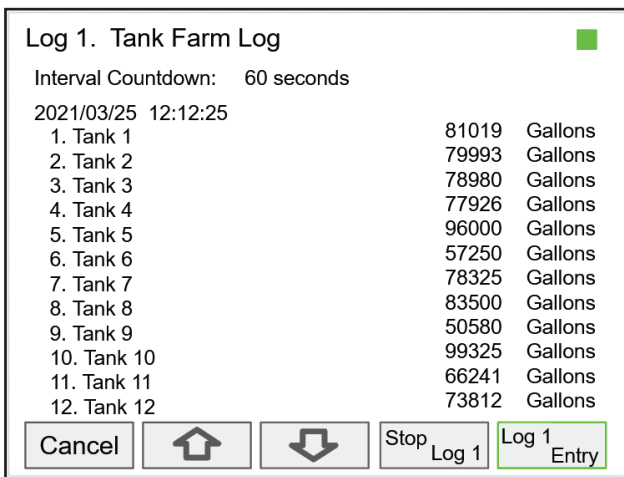 Log 1. Tank Farm Log
Interval Countdown: 60 seconds
2021/03/25 12:12:25
1. Tank 1 81019 Gallons
2. Tank 2 79993 Gallons
3. Tank 3 78980 Gallons
4. Tank 4 77926 Gallons
5. Tank 5 96000 Gallons
6. Tank 6 57250 Gallons
7. Tank 7 78325 Gallons
8. Tank 8 83500 Gallons
9. Tank 9 50580 Gallons
10. Tank 10 99325 Gallons
11. Tank 11 66241 Gallons
12. Tank 12 73812 Gallons
Cancel
Stop
Log 1
Log 1
Entry